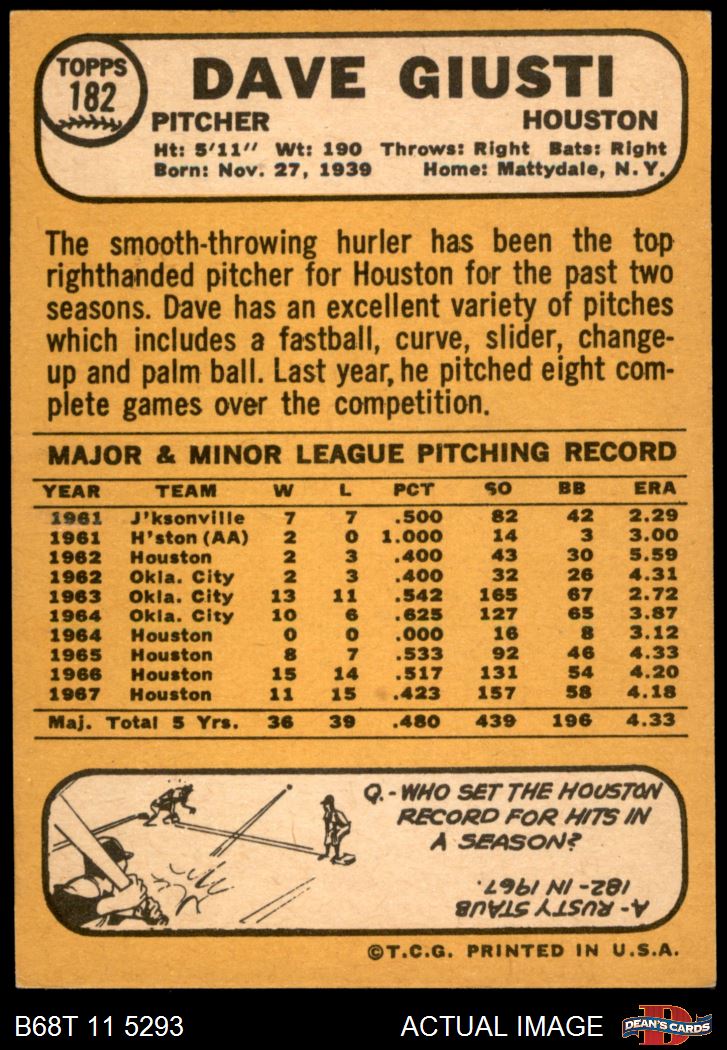 TOPPS
182
DAVE GIUSTI
PITCHER HOUSTON
Ht: 5'11" Wt: 190 Throws: Right Bats: Right
Born: Nov. 27, 1939 Home: Mattydale, N.Y.
The smooth-throwing hurler has been the top
righthanded pitcher for Houston for the past two
seasons. Dave has an excellent variety of pitches
which includes a fastball, curve, slider, change-
up and palm ball. Last year, he pitched eight com-
plete games over the competition.
MAJOR & MINOR LEAGUE PITCHING RECORD
YEAR TEAM W L PCT SO BB ERA
1961 J'ksonville 7 7 .500 82 42 2.29
1961 H'ston (AA) 2 0 1.000 14 3 3.00
1962 Houston 2 3 .400 43 30 5.59
1962 Okla. City 2 3 .400 32 26 4.31
1963 Okla. City 13 11 .542 165 67 2.72
1964 Okla. City 10 6 .625 127 65 3.87
1964 Houston 0 0 .000 16 8 3.12
1965 Houston 8 7 .533 92 46 4.33
1966 Houston 15 14 .517 131 54 4.20
1967 Houston 11 15 .423 157 58 4.18
Maj. Total 5 Yrs. 36 39 .480 439 196 4.33
Q.-WHO SET THE HOUSTON
RECORD FOR HITS IN
A SEASON?
A- RUSTY STAUB
182- IN 1967.
©T.C.G. PRINTED IN U.S.A.
B68T 11 5293 ACTUAL IMAGE
D
DEAN'S CARDS